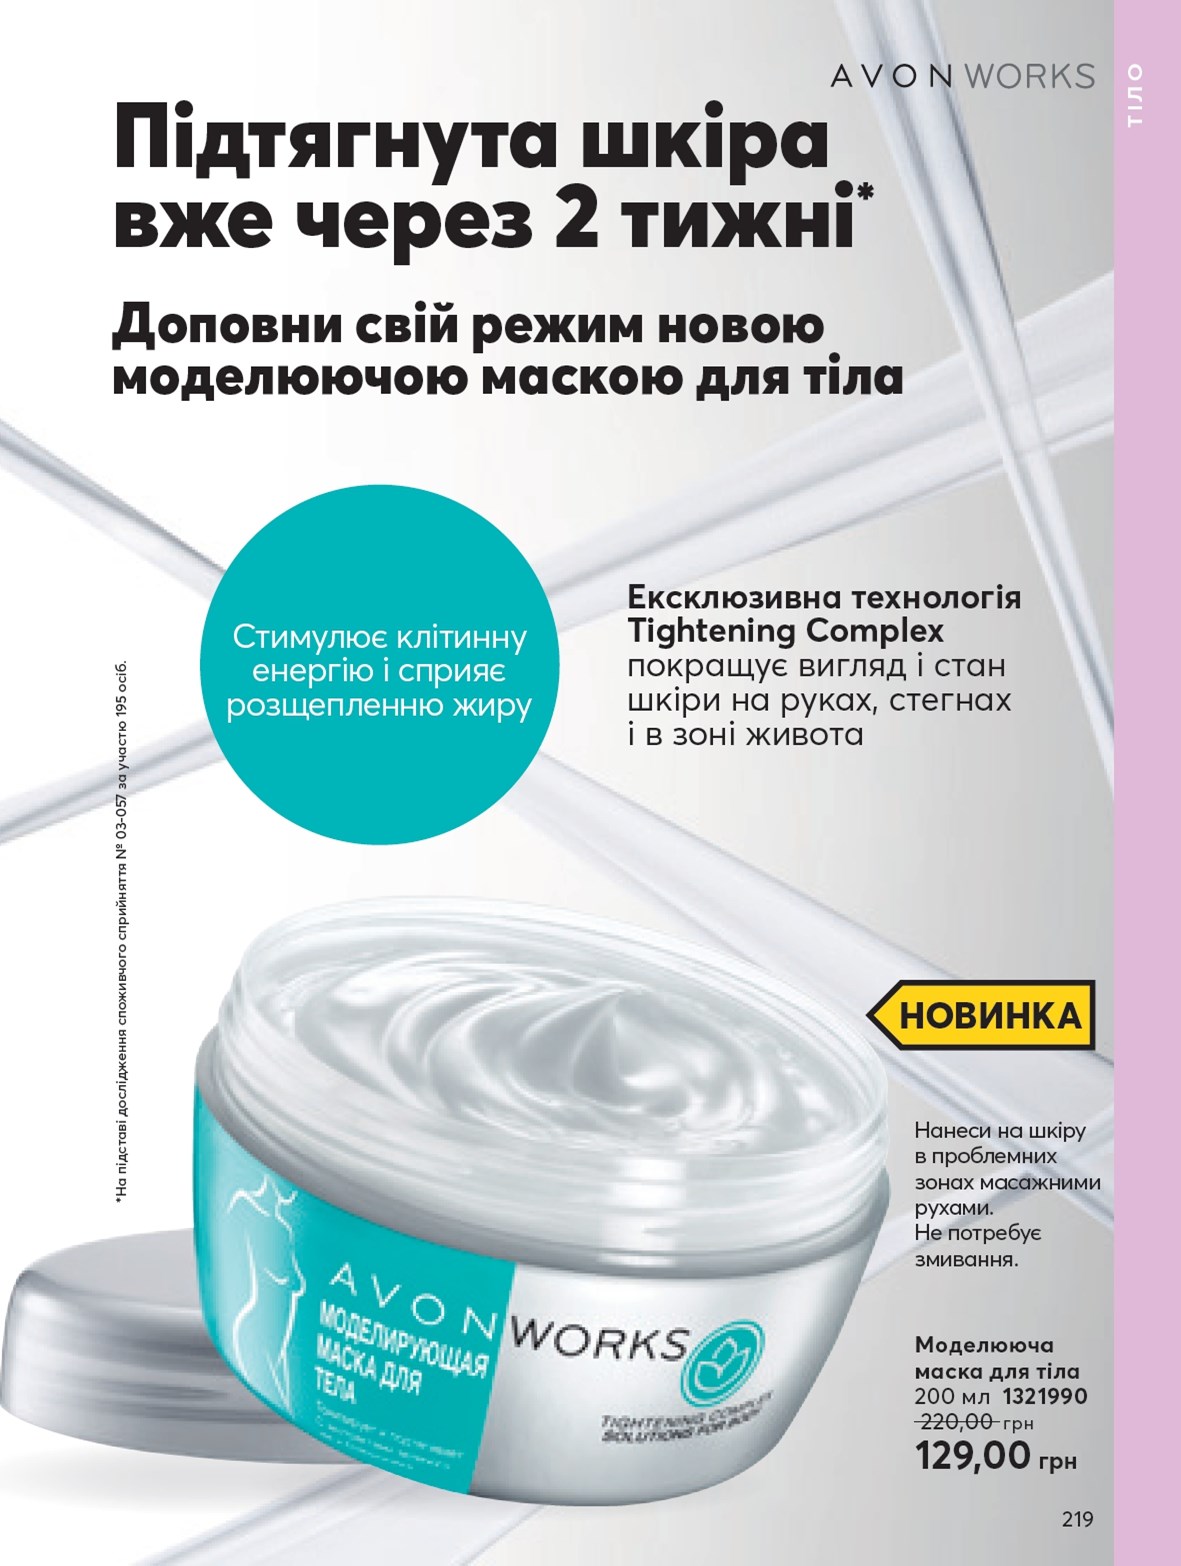 AVON WORKS
ТІЛО
Підтягнута шкіра
вже через 2 тижні*
Доповни свій режим новою
моделюючою маскою для тіла
Стимулює клітинну
енергію і сприяє
розщепленню жиру
Ексклюзивна технологія
Tightening Complex
покращує вигляд і стан
шкіри на руках, стегнах
і в зоні живота
*На підставі дослідження споживчого сприйняття № 03-057 за участю 195 осіб.
НОВИНКА
Нанеси на шкіру
в проблемних
зонах масажними
рухами.
Не потребує
змивання.
AVON WORKS
МОДЕЛИРУЮЩАЯ
МАСКА ДЛЯ
ТЕЛА
TIGHTENING COMPLEX
SOLUTIONS FOR BODY
Моделююча
маска для тіла
200 мл 1321990
220,00 грн
129,00 грн
219